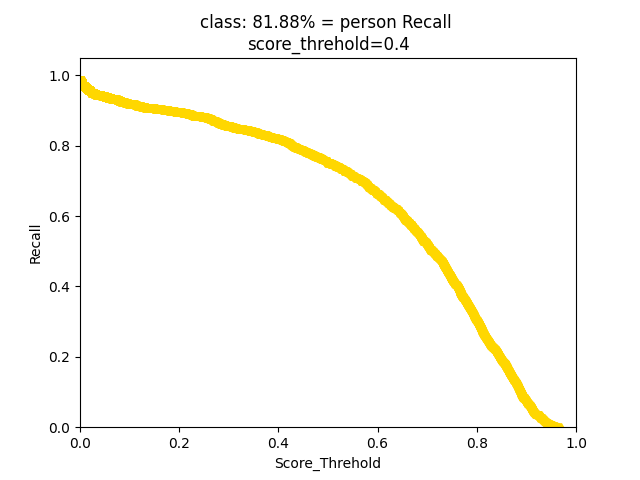 class: 81.88% = person Recall
score_threhold=0.4
1.0
0.8
0.6
0.4
0.2
0.0
Recall
0.0 0.2 0.4 0.6 0.8 1.0
Score_Threhold